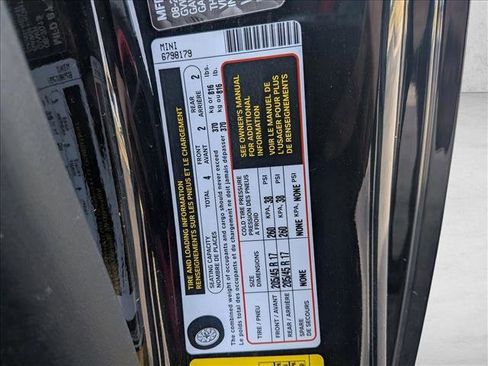 MINI
6798179
TIRE AND LOADING INFORMATION
RENSEIGNEMENTS SUR LES PNEUS ET LE CHARGEMENT
SEATING CAPACITY TOTAL 4 FRONT 2 REAR 2
NOMBRE DE PLACES AVANT ARRIÈRE
The combined weight of occupants and cargo should never exceed 370 kg or 816 lbs.
Le poids total des occupants et du chargement ne doit jamais dépasser 370 kg ou 816 lbs.
TIRE / PNEU SIZE DIMENSIONS COLD TIRE PRESSURE PRESSION DES PNEUS A FROID
FRONT / AVANT 205/45 R 17 260 KPA, 38 PSI
REAR / ARRIÈRE 205/45 R 17 260 KPA, 38 PSI
SPARE DE SECOURS NONE NONE KPA, NONE PSI
SEE OWNER'S MANUAL
FOR ADDITIONAL
INFORMATION
VOIR LE MANUEL DE
L'USAGER POUR PLUS
DE RENSEIGNEMENTS